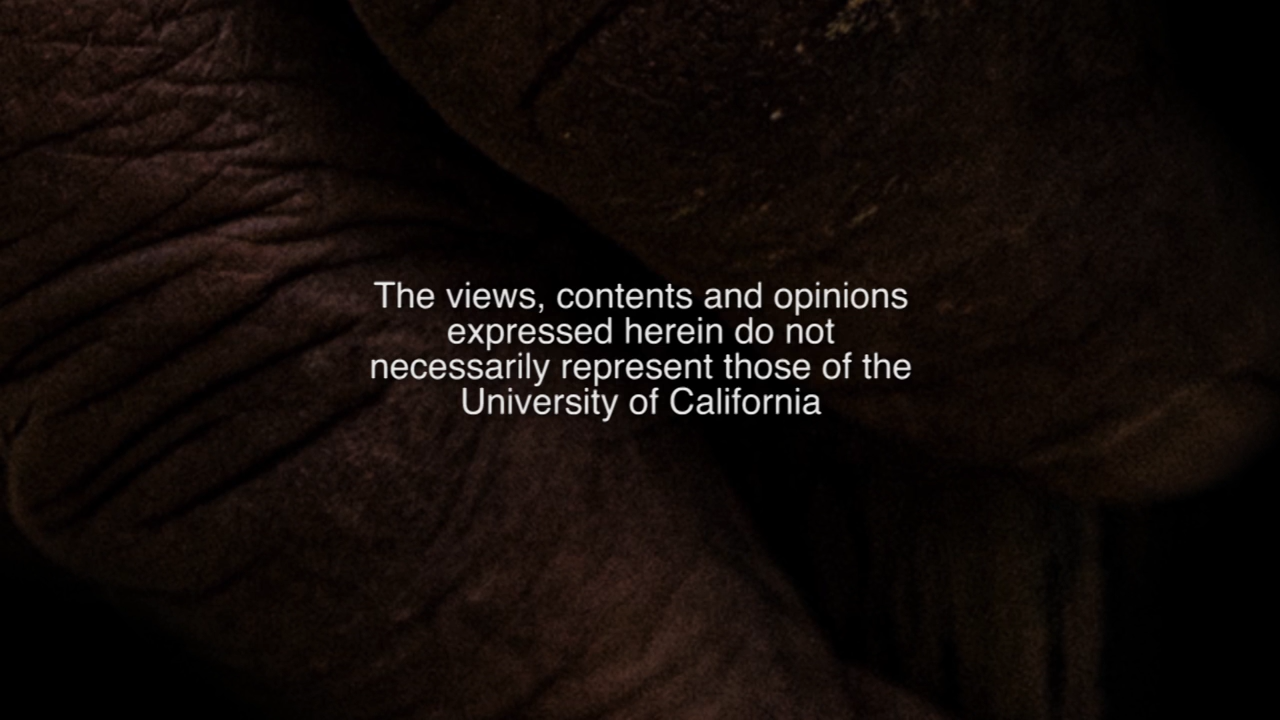 The views, contents and opinions
expressed herein do not
necessarily represent those of the
University of California